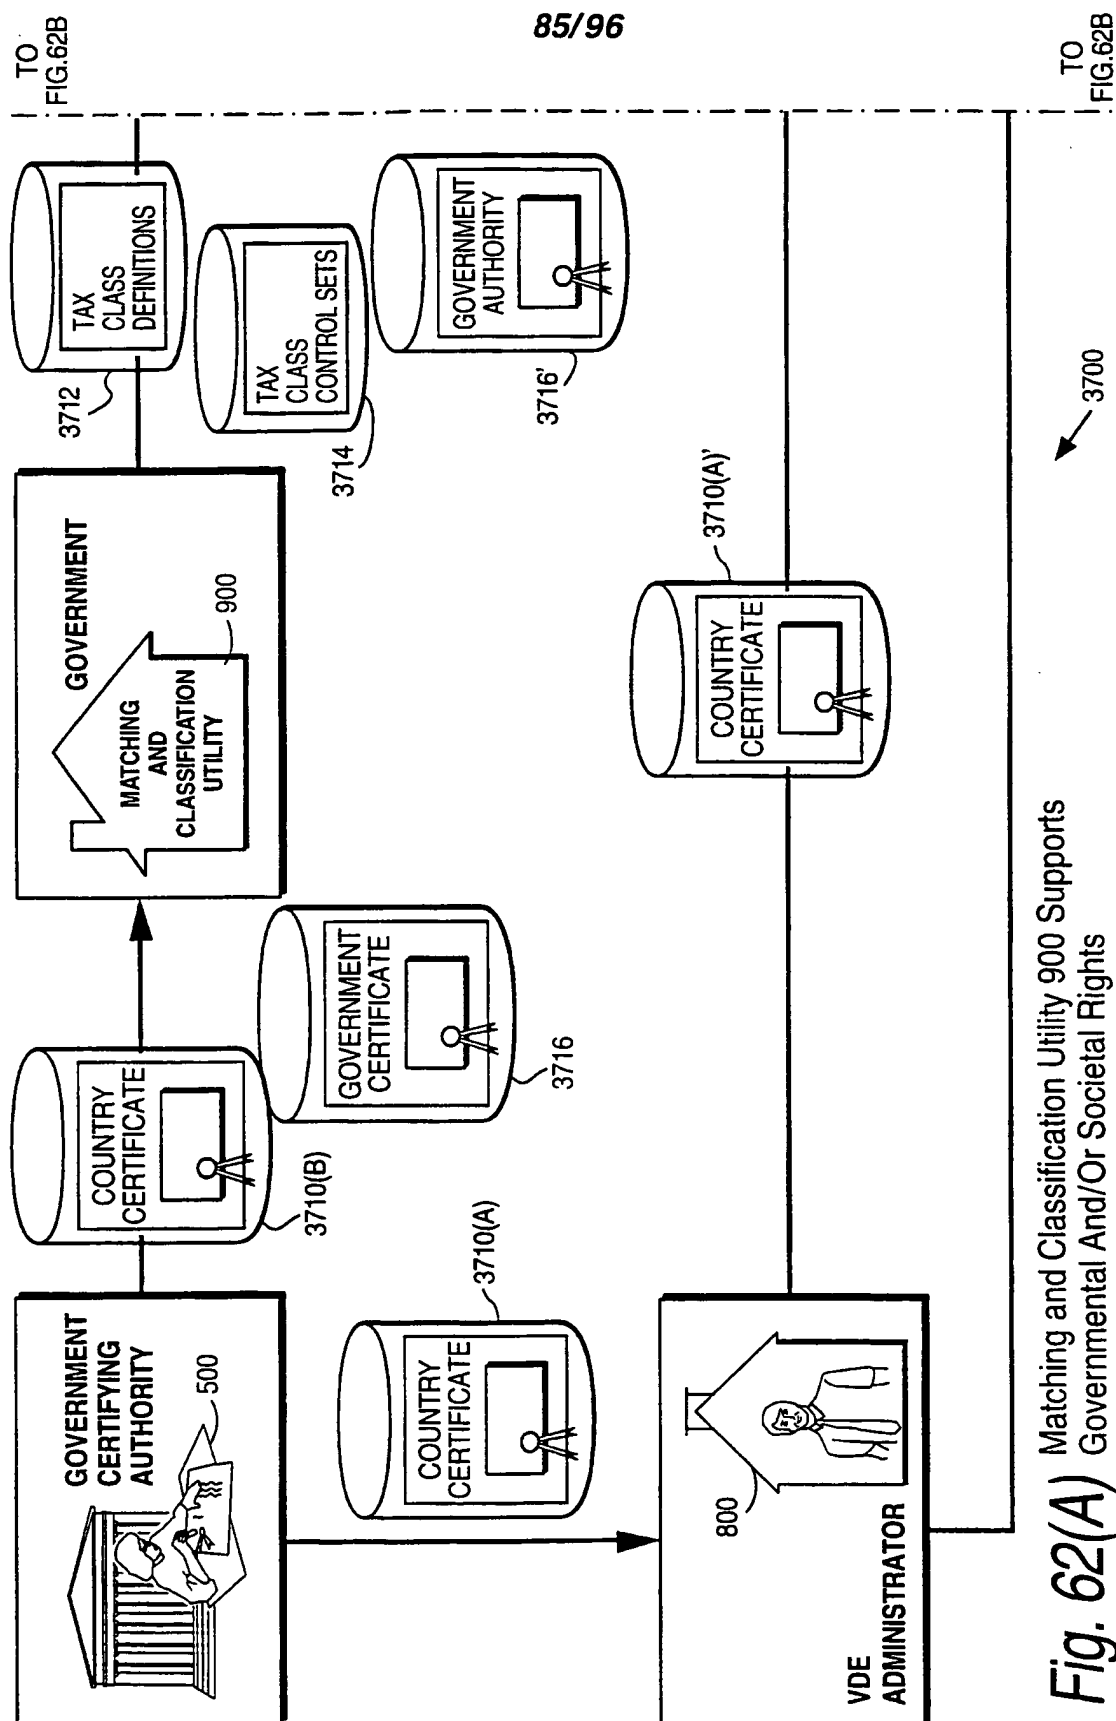 85/96
GOVERNMENT
CERTIFYING
AUTHORITY
500
COUNTRY
CERTIFICATE
3710(B)
GOVERNMENT
CERTIFICATE
3716
GOVERNMENT
MATCHING
AND
CLASSIFICATION
UTILITY
900
TAX
CLASS
DEFINITIONS
3712
TAX
CLASS
CONTROL SETS
3714
GOVERNMENT
AUTHORITY
3716'
TO
FIG.62B
COUNTRY
CERTIFICATE
3710(A)
800
VDE
ADMINISTRATOR
COUNTRY
CERTIFICATE
3710(A)'
3700
TO
FIG.62B
Fig. 62(A) Matching and Classification Utility 900 Supports
Governmental And/Or Societal Rights